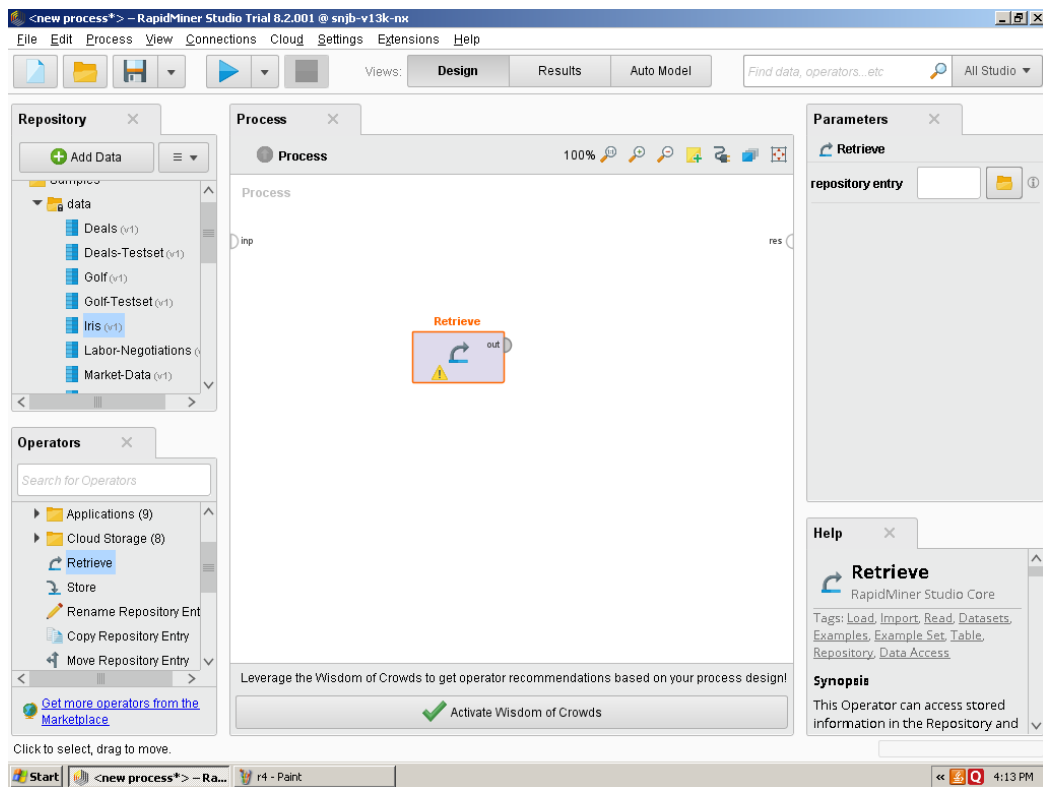 <new process*> – RapidMiner Studio Trial 8.2.001 @ snjb-v13k-nx
File Edit Process View Connections Cloud Settings Extensions Help
Views: Design Results Auto Model Find data, operators...etc All Studio
Repository
Add Data
Samples
data
Deals (v1)
Deals-Testset (v1)
Golf (v1)
Golf-Testset (v1)
Iris (v1)
Labor-Negotiations (
Market-Data (v1)
Operators
Search for Operators
Applications (9)
Cloud Storage (8)
Retrieve
Store
Rename Repository Ent
Copy Repository Entry
Move Repository Entry
Get more operators from the
Marketplace
Process
Process
100%
Process
inp
res
Retrieve
out
Leverage the Wisdom of Crowds to get operator recommendations based on your process design!
Activate Wisdom of Crowds
Parameters
Retrieve
repository entry
Help
Retrieve
RapidMiner Studio Core
Tags: Load, Import, Read, Datasets,
Examples, Example Set, Table,
Repository, Data Access
Synopsis
This Operator can access stored
information in the Repository and
Click to select, drag to move.
Start <new process*> – Ra... r4 - Paint « Q 4:13 PM